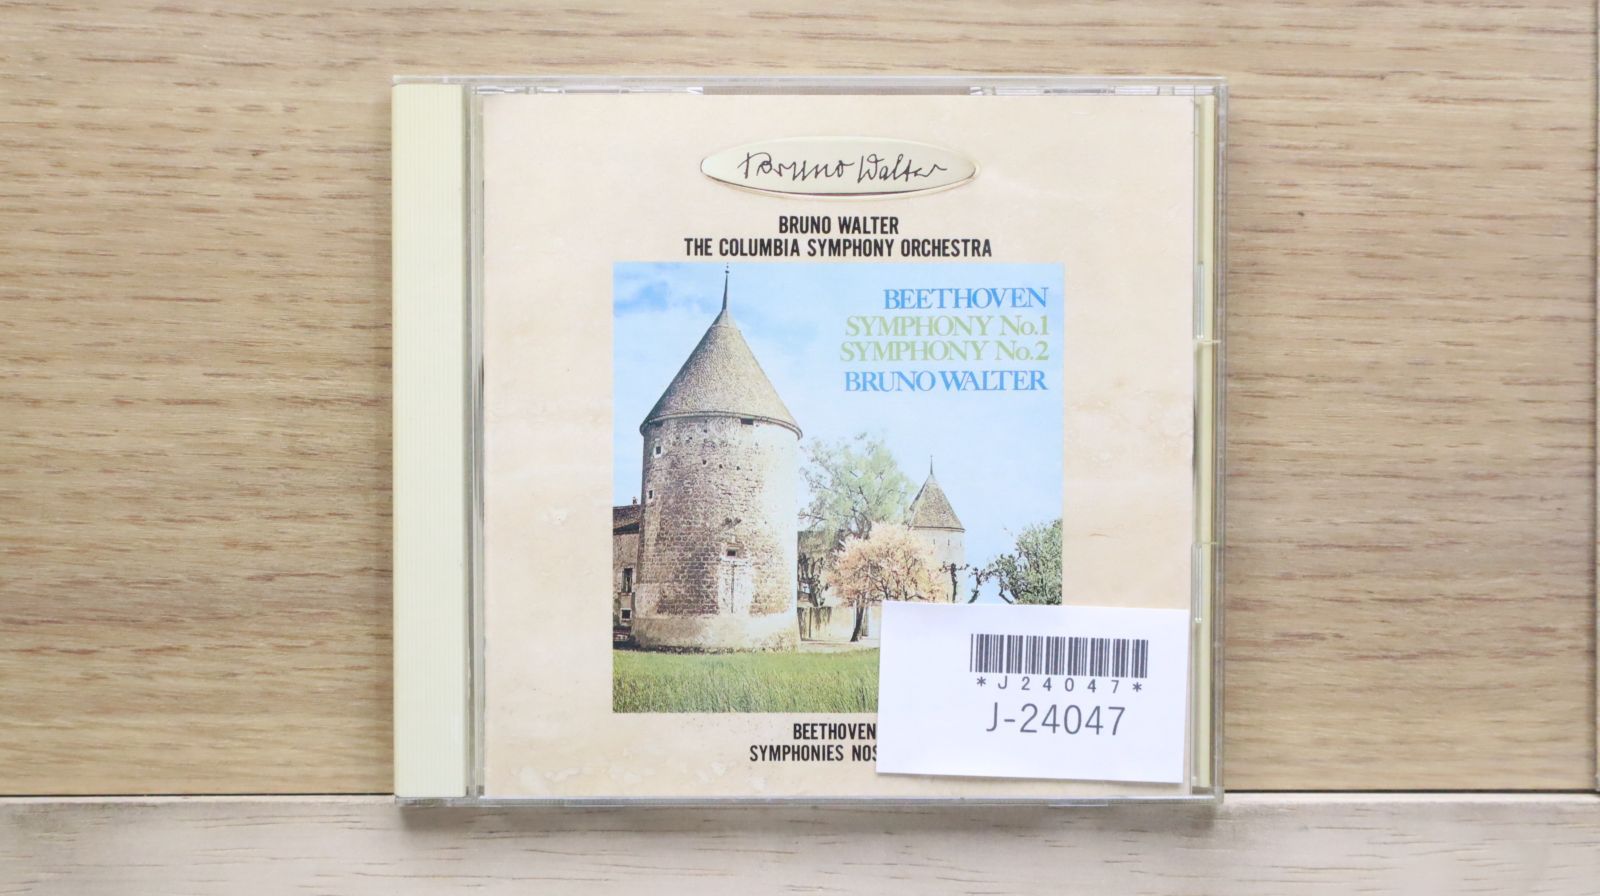 Bruno Walter
BRUNO WALTER
THE COLUMBIA SYMPHONY ORCHESTRA
BEETHOVEN
SYMPHONY No.1
SYMPHONY No.2
BRUNO WALTER
*J24047*
J-24047
BEETHOVEN
SYMPHONIES NOS